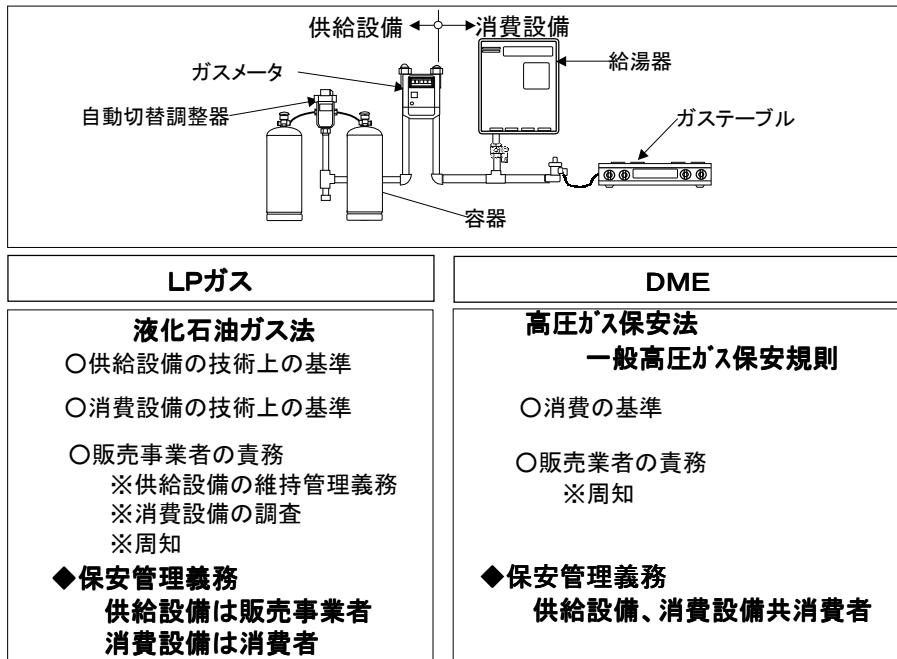 供給設備
消費設備
ガスメータ
給湯器
自動切替調整器
ガステーブル
容器
LPガス
液化石油ガス法
○供給設備の技術上の基準
○消費設備の技術上の基準
○販売事業者の責務
※供給設備の維持管理義務
※消費設備の調査
※周知
◆保安管理義務
供給設備は販売事業者
消費設備は消費者
DME
高圧ガス保安法
一般高圧ガス保安規則
○消費の基準
○販売業者の責務
※周知
◆保安管理義務
供給設備、消費設備共消費者